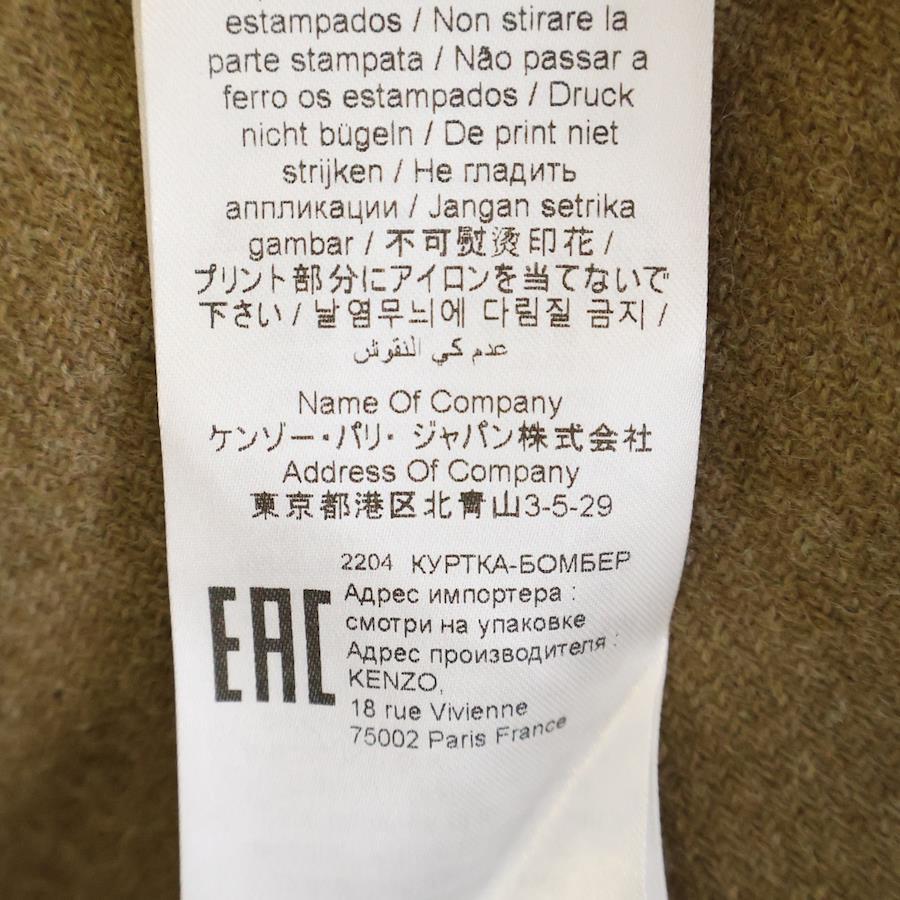 estampados / Non stirare la
parte stampata / Não passar a
ferro os estampados / Druck
nicht bügeln / De print niet
strijken / Не гладить
аппликации / Jangan setrika
gambar / 不可熨烫印花 /
プリント部分にアイロンを当てないで
下さい / 날염무늬에 다림질 금지 /
عدم كي النقوش
Name Of Company
ケンゾー・パリ・ ジャパン株式会社
Address Of Company
東京都港区北青山3-5-29
2204 КУРТКА-БОМБЕР
EAC
Адрес импортера :
смотри на упаковке
Адрес производителя :
KENZO,
18 rue Vivienne
75002 Paris France